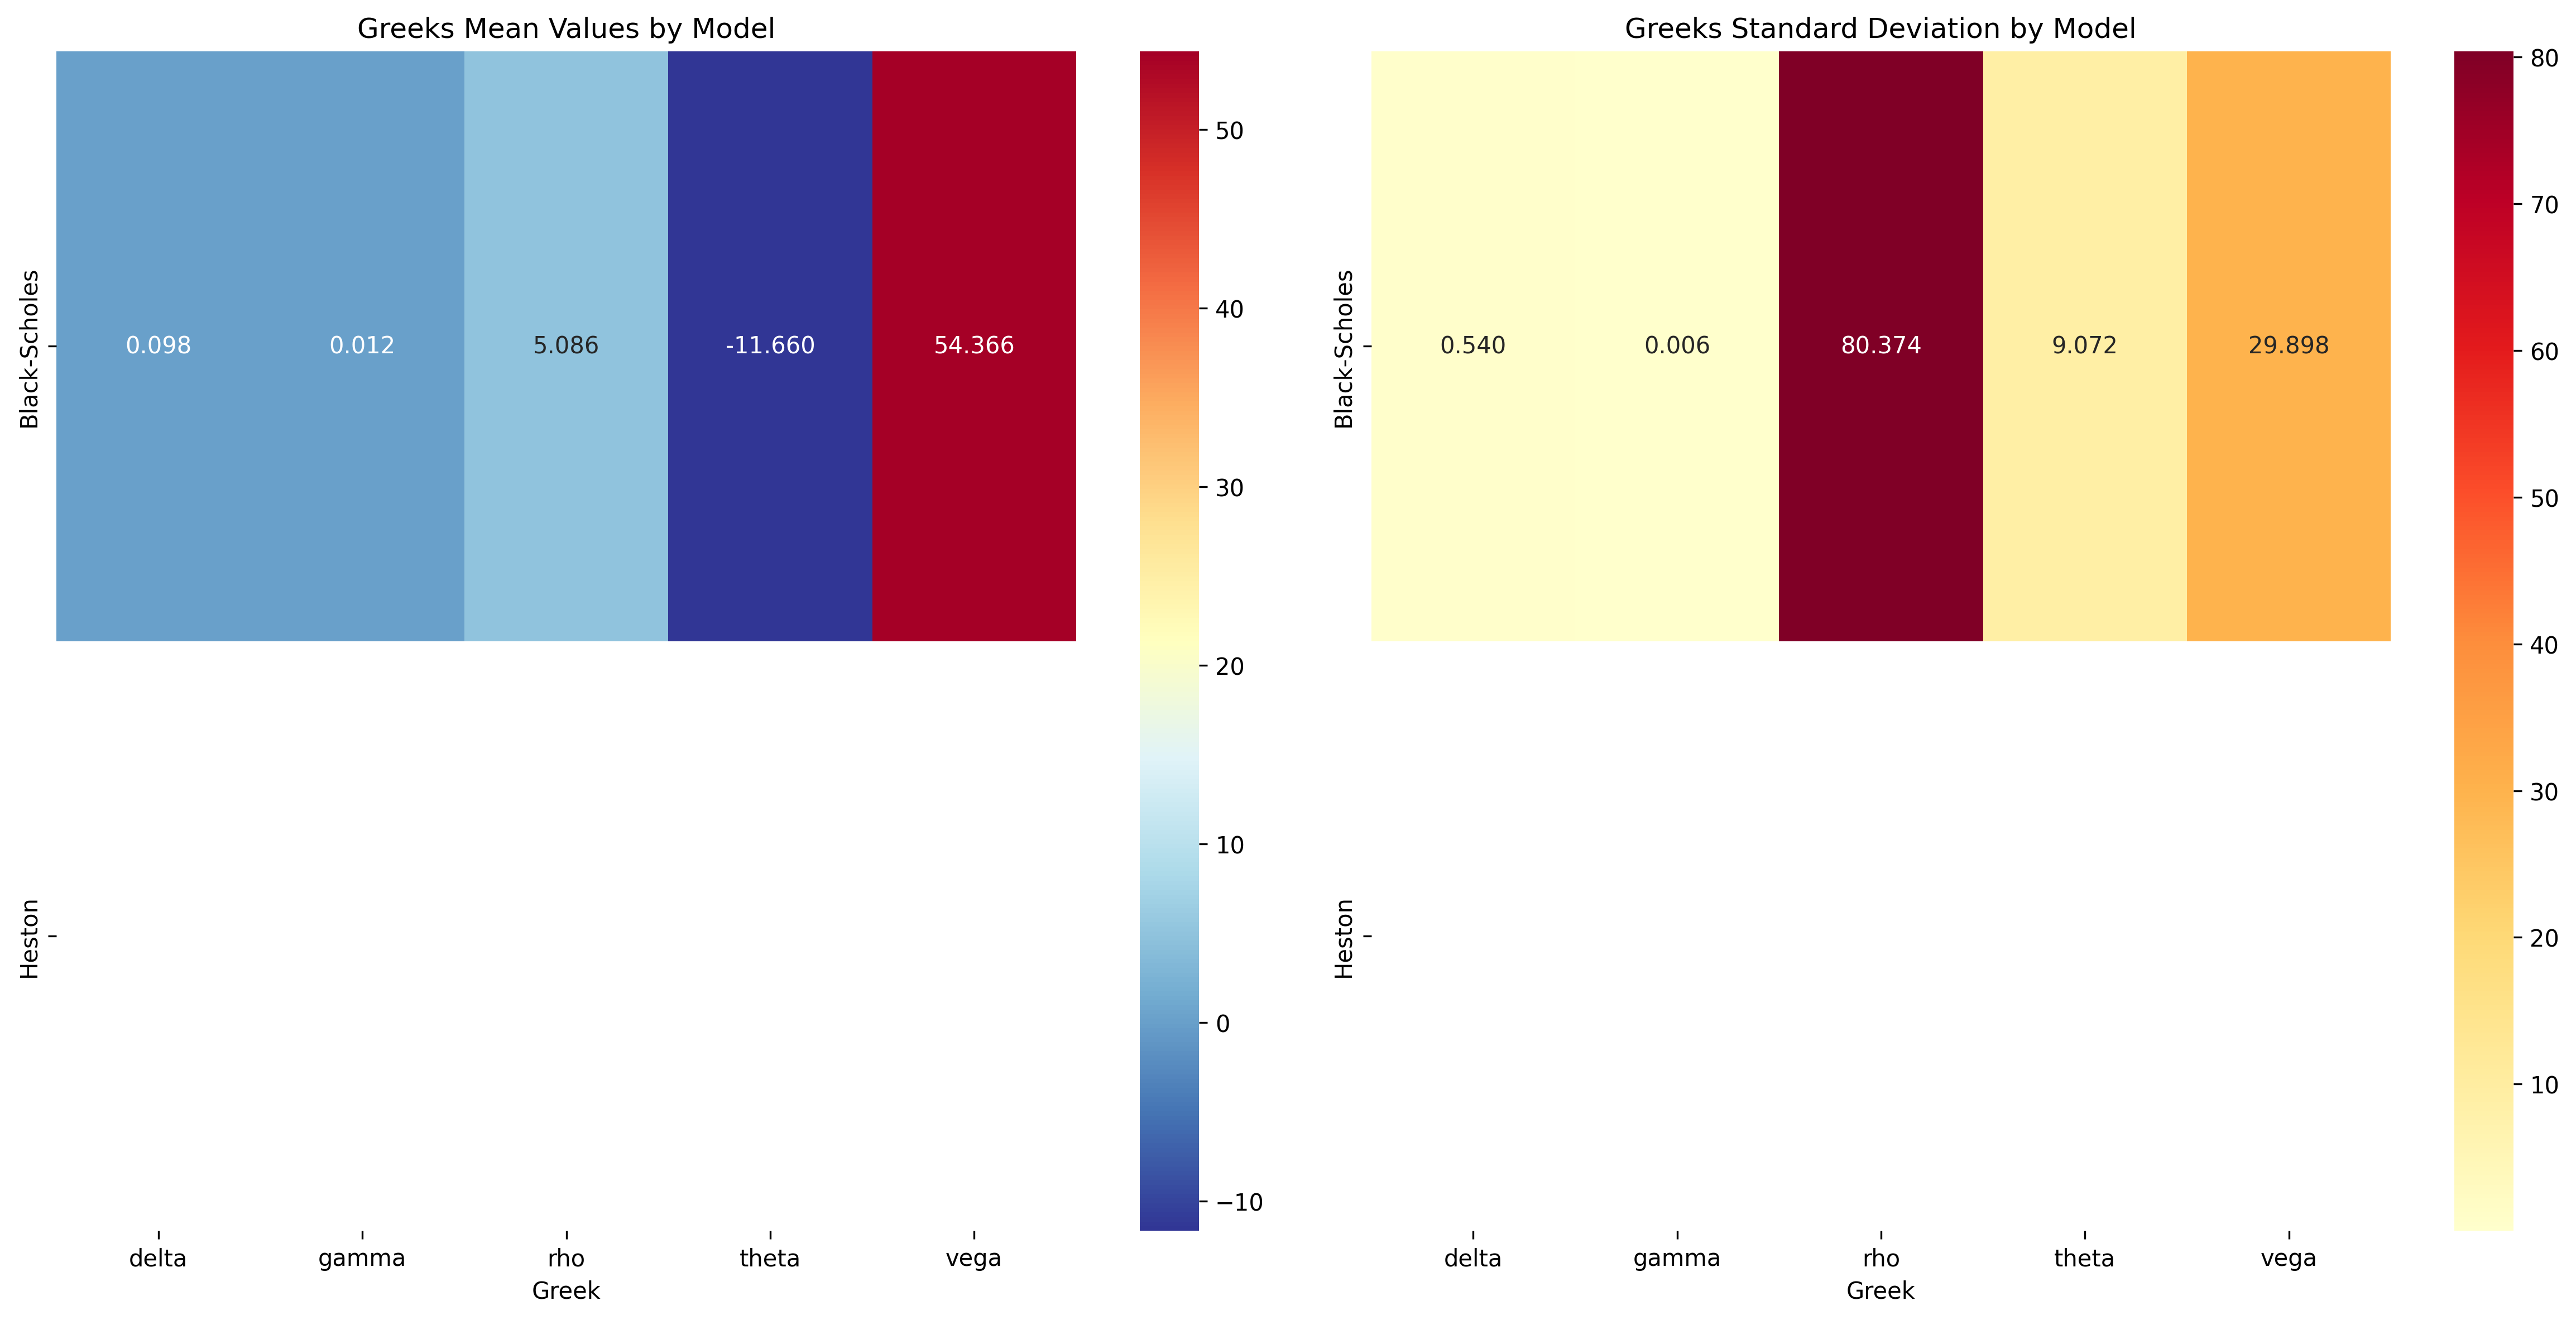 Greeks Mean Values by Model
Black-Scholes
0.098 0.012 5.086 -11.660 54.366
Heston
delta gamma rho theta vega
Greek
50
40
30
20
10
0
−10
Greeks Standard Deviation by Model
Black-Scholes
0.540 0.006 80.374 9.072 29.898
Heston
delta gamma rho theta vega
Greek
80
70
60
50
40
30
20
10